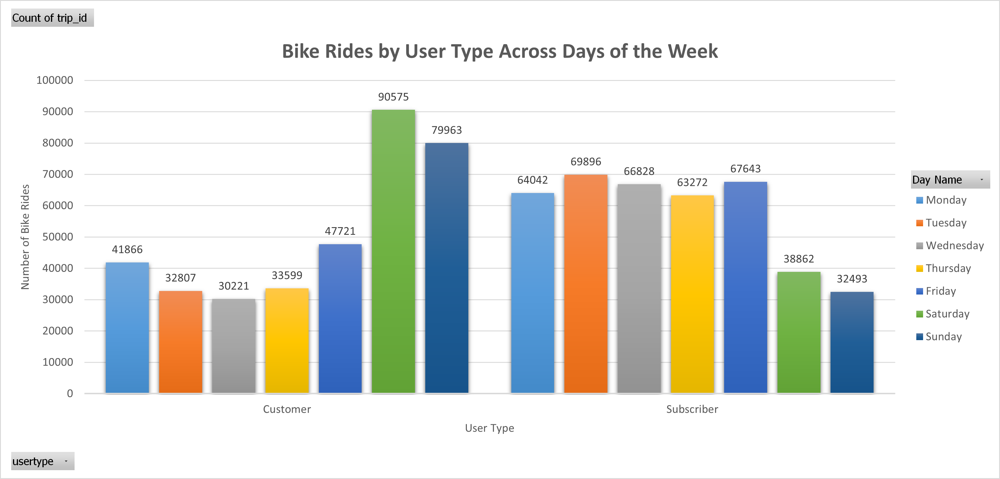 Count of trip_id
Bike Rides by User Type Across Days of the Week
100000
90000
80000
70000
60000
50000
40000
30000
20000
10000
0
Number of Bike Rides
41866
32807
30221
33599
47721
90575
79963
64042
69896
66828
63272
67643
38862
32493
Customer
Subscriber
User Type
Day Name
Monday
Tuesday
Wednesday
Thursday
Friday
Saturday
Sunday
usertype